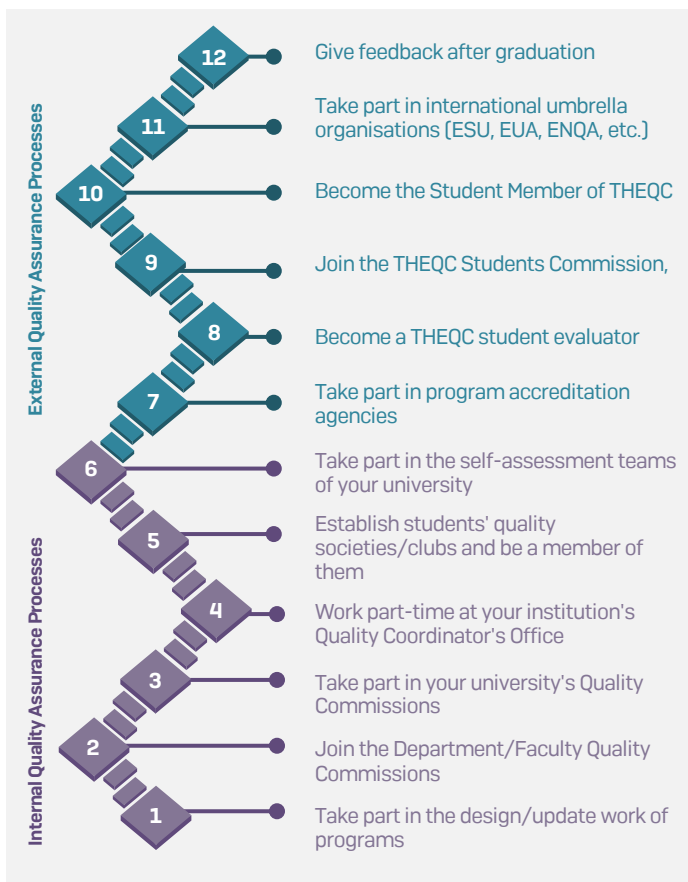 External Quality Assurance Processes
12
Give feedback after graduation
11
Take part in international umbrella
organisations (ESU, EUA, ENQA, etc.)
10
Become the Student Member of THEQC
9
Join the THEQC Students Commission,
8
Become a THEQC student evaluator
7
Take part in program accreditation
agencies
Internal Quality Assurance Processes
6
Take part in the self-assessment teams
of your university
5
Establish students' quality
societies/clubs and be a member of
them
4
Work part-time at your institution's
Quality Coordinator's Office
3
Take part in your university's Quality
Commissions
2
Join the Department/Faculty Quality
Commissions
1
Take part in the design/update work of
programs